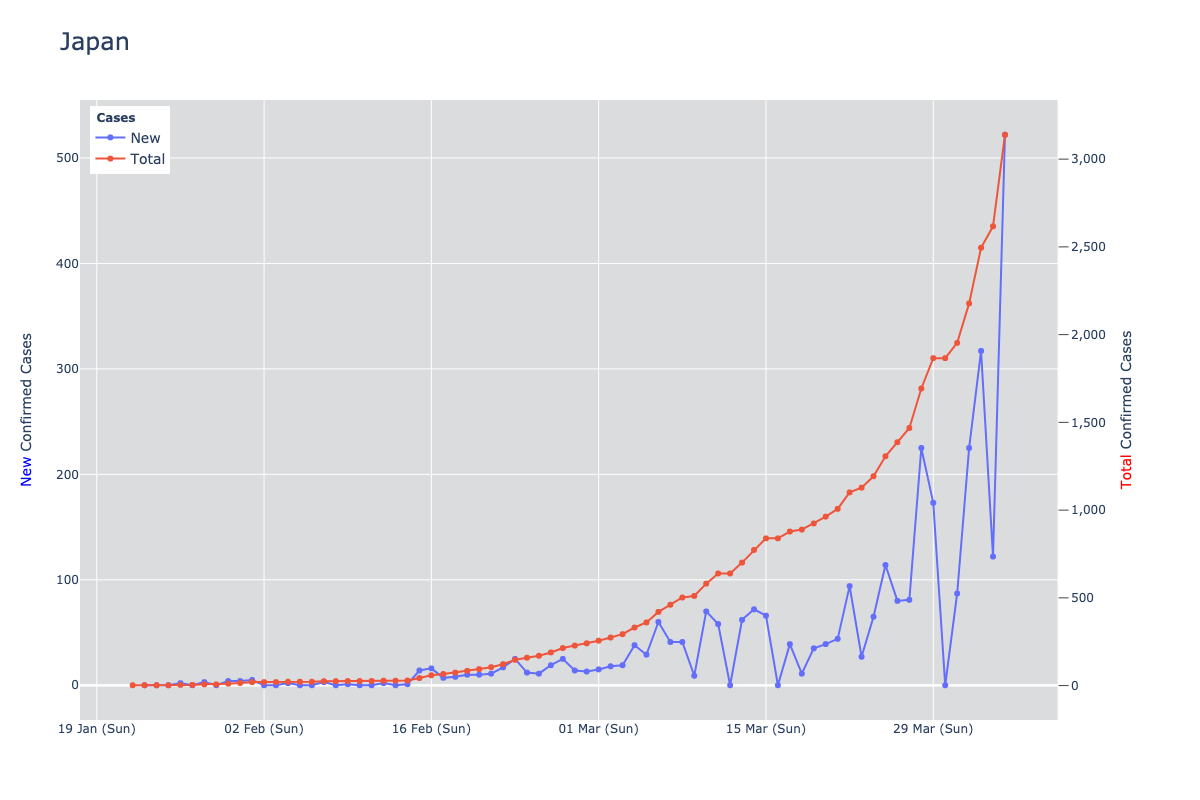 Japan
Cases
New
Total
500
400
300
200
100
0
3,000
2,500
2,000
1,500
1,000
500
0
New Confirmed Cases
Total Confirmed Cases
19 Jan (Sun)
02 Feb (Sun)
16 Feb (Sun)
01 Mar (Sun)
15 Mar (Sun)
29 Mar (Sun)